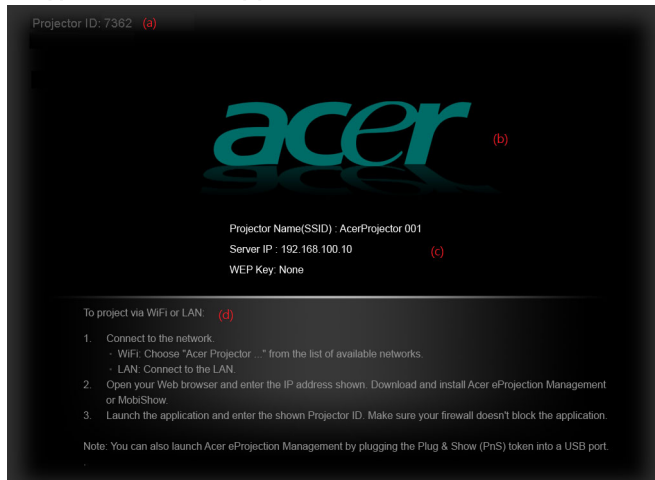 Projector ID: 7362 (a)
acer
(b)
Projector Name(SSID) : AcerProjector 001
Server IP : 192.168.100.10
(c)
WEP Key: None
To project via WiFi or LAN: (d)
1. Connect to the network.
· WiFi: Choose "Acer Projector ..." from the list of available networks.
· LAN: Connect to the LAN.
2. Open your Web browser and enter the IP address shown. Download and install Acer eProjection Management
or MobiShow.
3. Launch the application and enter the shown Projector ID. Make sure your firewall doesn't block the application.
Note: You can also launch Acer eProjection Management by plugging the Plug & Show (PnS) token into a USB port.
.